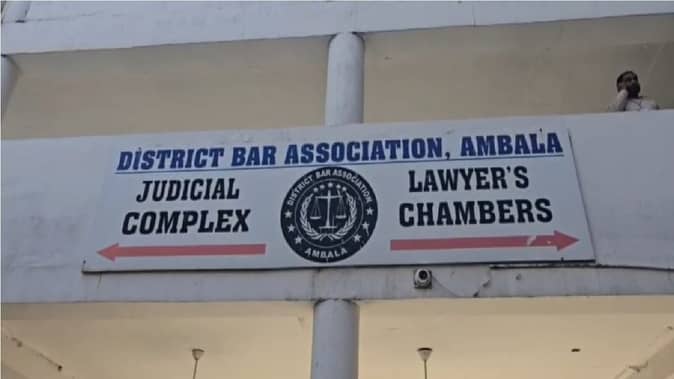 DISTRICT BAR ASSOCIATION, AMBALA
JUDICIAL
COMPLEX
DISTRICT BAR ASSOCIATION
AMBALA
LAWYER'S
CHAMBERS